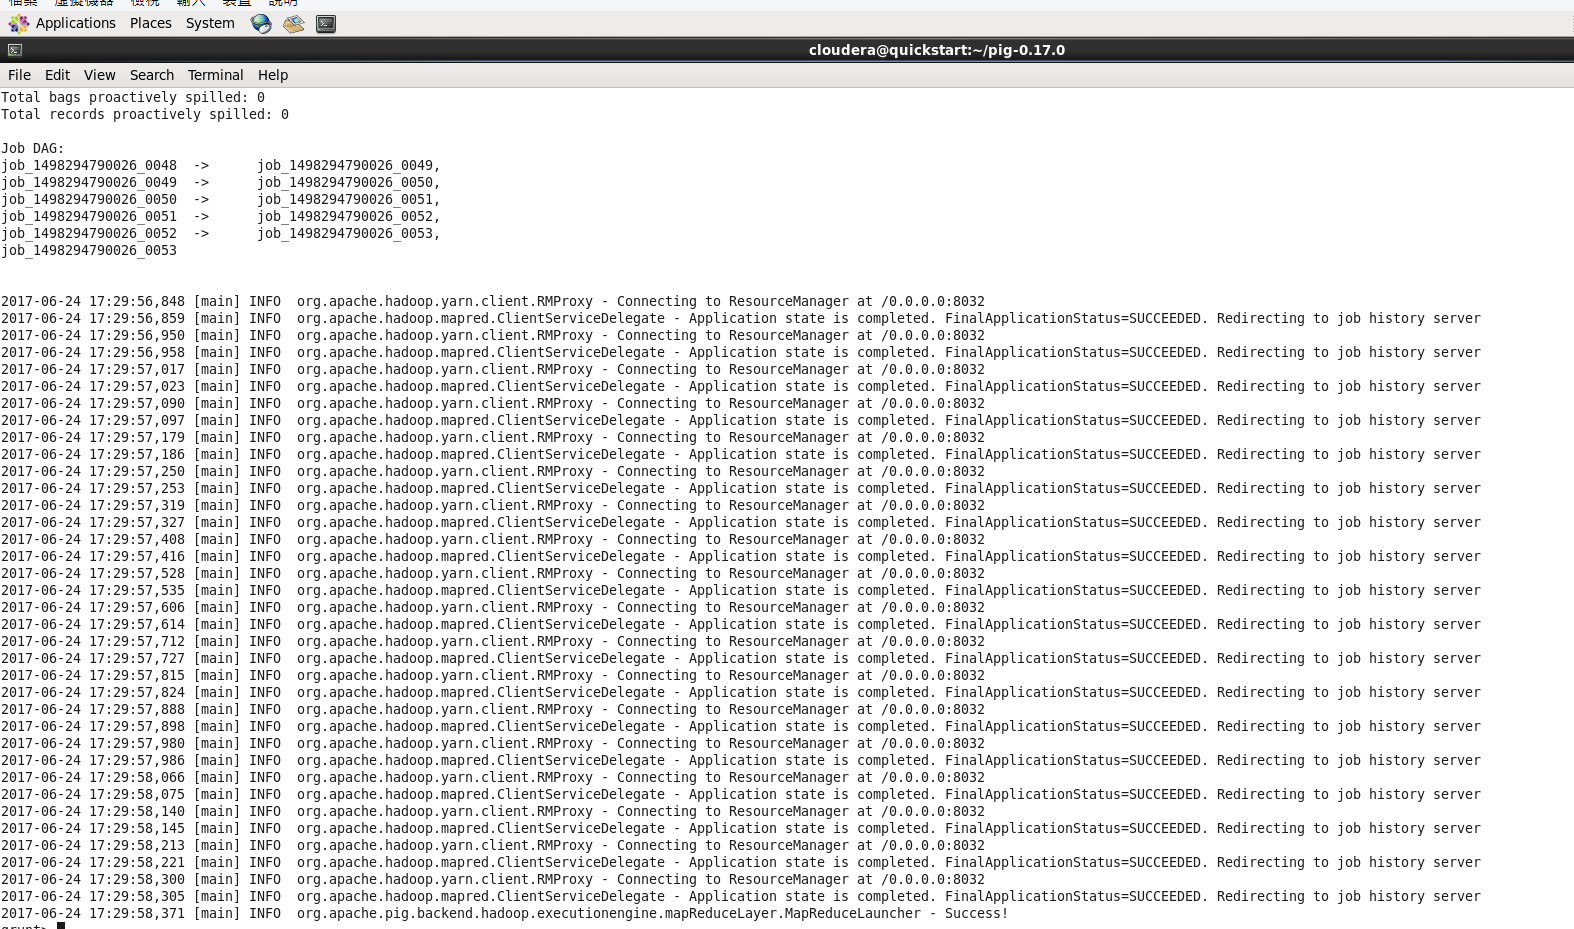 檔案 虛擬機器 檢視 輸入 裝置 說明
Applications Places System
cloudera@quickstart:~/pig-0.17.0
File Edit View Search Terminal Help
Total bags proactively spilled: 0
Total records proactively spilled: 0
Job DAG:
job_1498294790026_0048 -> job_1498294790026_0049,
job_1498294790026_0049 -> job_1498294790026_0050,
job_1498294790026_0050 -> job_1498294790026_0051,
job_1498294790026_0051 -> job_1498294790026_0052,
job_1498294790026_0052 -> job_1498294790026_0053,
job_1498294790026_0053
2017-06-24 17:29:56,848 [main] INFO org.apache.hadoop.yarn.client.RMProxy - Connecting to ResourceManager at /0.0.0.0:8032
2017-06-24 17:29:56,859 [main] INFO org.apache.hadoop.mapred.ClientServiceDelegate - Application state is completed. FinalApplicationStatus=SUCCEEDED. Redirecting to job history server
2017-06-24 17:29:56,950 [main] INFO org.apache.hadoop.yarn.client.RMProxy - Connecting to ResourceManager at /0.0.0.0:8032
2017-06-24 17:29:56,958 [main] INFO org.apache.hadoop.mapred.ClientServiceDelegate - Application state is completed. FinalApplicationStatus=SUCCEEDED. Redirecting to job history server
2017-06-24 17:29:57,017 [main] INFO org.apache.hadoop.yarn.client.RMProxy - Connecting to ResourceManager at /0.0.0.0:8032
2017-06-24 17:29:57,023 [main] INFO org.apache.hadoop.mapred.ClientServiceDelegate - Application state is completed. FinalApplicationStatus=SUCCEEDED. Redirecting to job history server
2017-06-24 17:29:57,090 [main] INFO org.apache.hadoop.yarn.client.RMProxy - Connecting to ResourceManager at /0.0.0.0:8032
2017-06-24 17:29:57,097 [main] INFO org.apache.hadoop.mapred.ClientServiceDelegate - Application state is completed. FinalApplicationStatus=SUCCEEDED. Redirecting to job history server
2017-06-24 17:29:57,179 [main] INFO org.apache.hadoop.yarn.client.RMProxy - Connecting to ResourceManager at /0.0.0.0:8032
2017-06-24 17:29:57,186 [main] INFO org.apache.hadoop.mapred.ClientServiceDelegate - Application state is completed. FinalApplicationStatus=SUCCEEDED. Redirecting to job history server
2017-06-24 17:29:57,250 [main] INFO org.apache.hadoop.yarn.client.RMProxy - Connecting to ResourceManager at /0.0.0.0:8032
2017-06-24 17:29:57,253 [main] INFO org.apache.hadoop.mapred.ClientServiceDelegate - Application state is completed. FinalApplicationStatus=SUCCEEDED. Redirecting to job history server
2017-06-24 17:29:57,319 [main] INFO org.apache.hadoop.yarn.client.RMProxy - Connecting to ResourceManager at /0.0.0.0:8032
2017-06-24 17:29:57,327 [main] INFO org.apache.hadoop.mapred.ClientServiceDelegate - Application state is completed. FinalApplicationStatus=SUCCEEDED. Redirecting to job history server
2017-06-24 17:29:57,408 [main] INFO org.apache.hadoop.yarn.client.RMProxy - Connecting to ResourceManager at /0.0.0.0:8032
2017-06-24 17:29:57,416 [main] INFO org.apache.hadoop.mapred.ClientServiceDelegate - Application state is completed. FinalApplicationStatus=SUCCEEDED. Redirecting to job history server
2017-06-24 17:29:57,528 [main] INFO org.apache.hadoop.yarn.client.RMProxy - Connecting to ResourceManager at /0.0.0.0:8032
2017-06-24 17:29:57,535 [main] INFO org.apache.hadoop.mapred.ClientServiceDelegate - Application state is completed. FinalApplicationStatus=SUCCEEDED. Redirecting to job history server
2017-06-24 17:29:57,606 [main] INFO org.apache.hadoop.yarn.client.RMProxy - Connecting to ResourceManager at /0.0.0.0:8032
2017-06-24 17:29:57,614 [main] INFO org.apache.hadoop.mapred.ClientServiceDelegate - Application state is completed. FinalApplicationStatus=SUCCEEDED. Redirecting to job history server
2017-06-24 17:29:57,712 [main] INFO org.apache.hadoop.yarn.client.RMProxy - Connecting to ResourceManager at /0.0.0.0:8032
2017-06-24 17:29:57,727 [main] INFO org.apache.hadoop.mapred.ClientServiceDelegate - Application state is completed. FinalApplicationStatus=SUCCEEDED. Redirecting to job history server
2017-06-24 17:29:57,815 [main] INFO org.apache.hadoop.yarn.client.RMProxy - Connecting to ResourceManager at /0.0.0.0:8032
2017-06-24 17:29:57,824 [main] INFO org.apache.hadoop.mapred.ClientServiceDelegate - Application state is completed. FinalApplicationStatus=SUCCEEDED. Redirecting to job history server
2017-06-24 17:29:57,888 [main] INFO org.apache.hadoop.yarn.client.RMProxy - Connecting to ResourceManager at /0.0.0.0:8032
2017-06-24 17:29:57,898 [main] INFO org.apache.hadoop.mapred.ClientServiceDelegate - Application state is completed. FinalApplicationStatus=SUCCEEDED. Redirecting to job history server
2017-06-24 17:29:57,980 [main] INFO org.apache.hadoop.yarn.client.RMProxy - Connecting to ResourceManager at /0.0.0.0:8032
2017-06-24 17:29:57,986 [main] INFO org.apache.hadoop.mapred.ClientServiceDelegate - Application state is completed. FinalApplicationStatus=SUCCEEDED. Redirecting to job history server
2017-06-24 17:29:58,066 [main] INFO org.apache.hadoop.yarn.client.RMProxy - Connecting to ResourceManager at /0.0.0.0:8032
2017-06-24 17:29:58,075 [main] INFO org.apache.hadoop.mapred.ClientServiceDelegate - Application state is completed. FinalApplicationStatus=SUCCEEDED. Redirecting to job history server
2017-06-24 17:29:58,140 [main] INFO org.apache.hadoop.yarn.client.RMProxy - Connecting to ResourceManager at /0.0.0.0:8032
2017-06-24 17:29:58,145 [main] INFO org.apache.hadoop.mapred.ClientServiceDelegate - Application state is completed. FinalApplicationStatus=SUCCEEDED. Redirecting to job history server
2017-06-24 17:29:58,213 [main] INFO org.apache.hadoop.yarn.client.RMProxy - Connecting to ResourceManager at /0.0.0.0:8032
2017-06-24 17:29:58,221 [main] INFO org.apache.hadoop.mapred.ClientServiceDelegate - Application state is completed. FinalApplicationStatus=SUCCEEDED. Redirecting to job history server
2017-06-24 17:29:58,300 [main] INFO org.apache.hadoop.yarn.client.RMProxy - Connecting to ResourceManager at /0.0.0.0:8032
2017-06-24 17:29:58,305 [main] INFO org.apache.hadoop.mapred.ClientServiceDelegate - Application state is completed. FinalApplicationStatus=SUCCEEDED. Redirecting to job history server
2017-06-24 17:29:58,371 [main] INFO org.apache.pig.backend.hadoop.executionengine.mapReduceLayer.MapReduceLauncher - Success!
grunt>